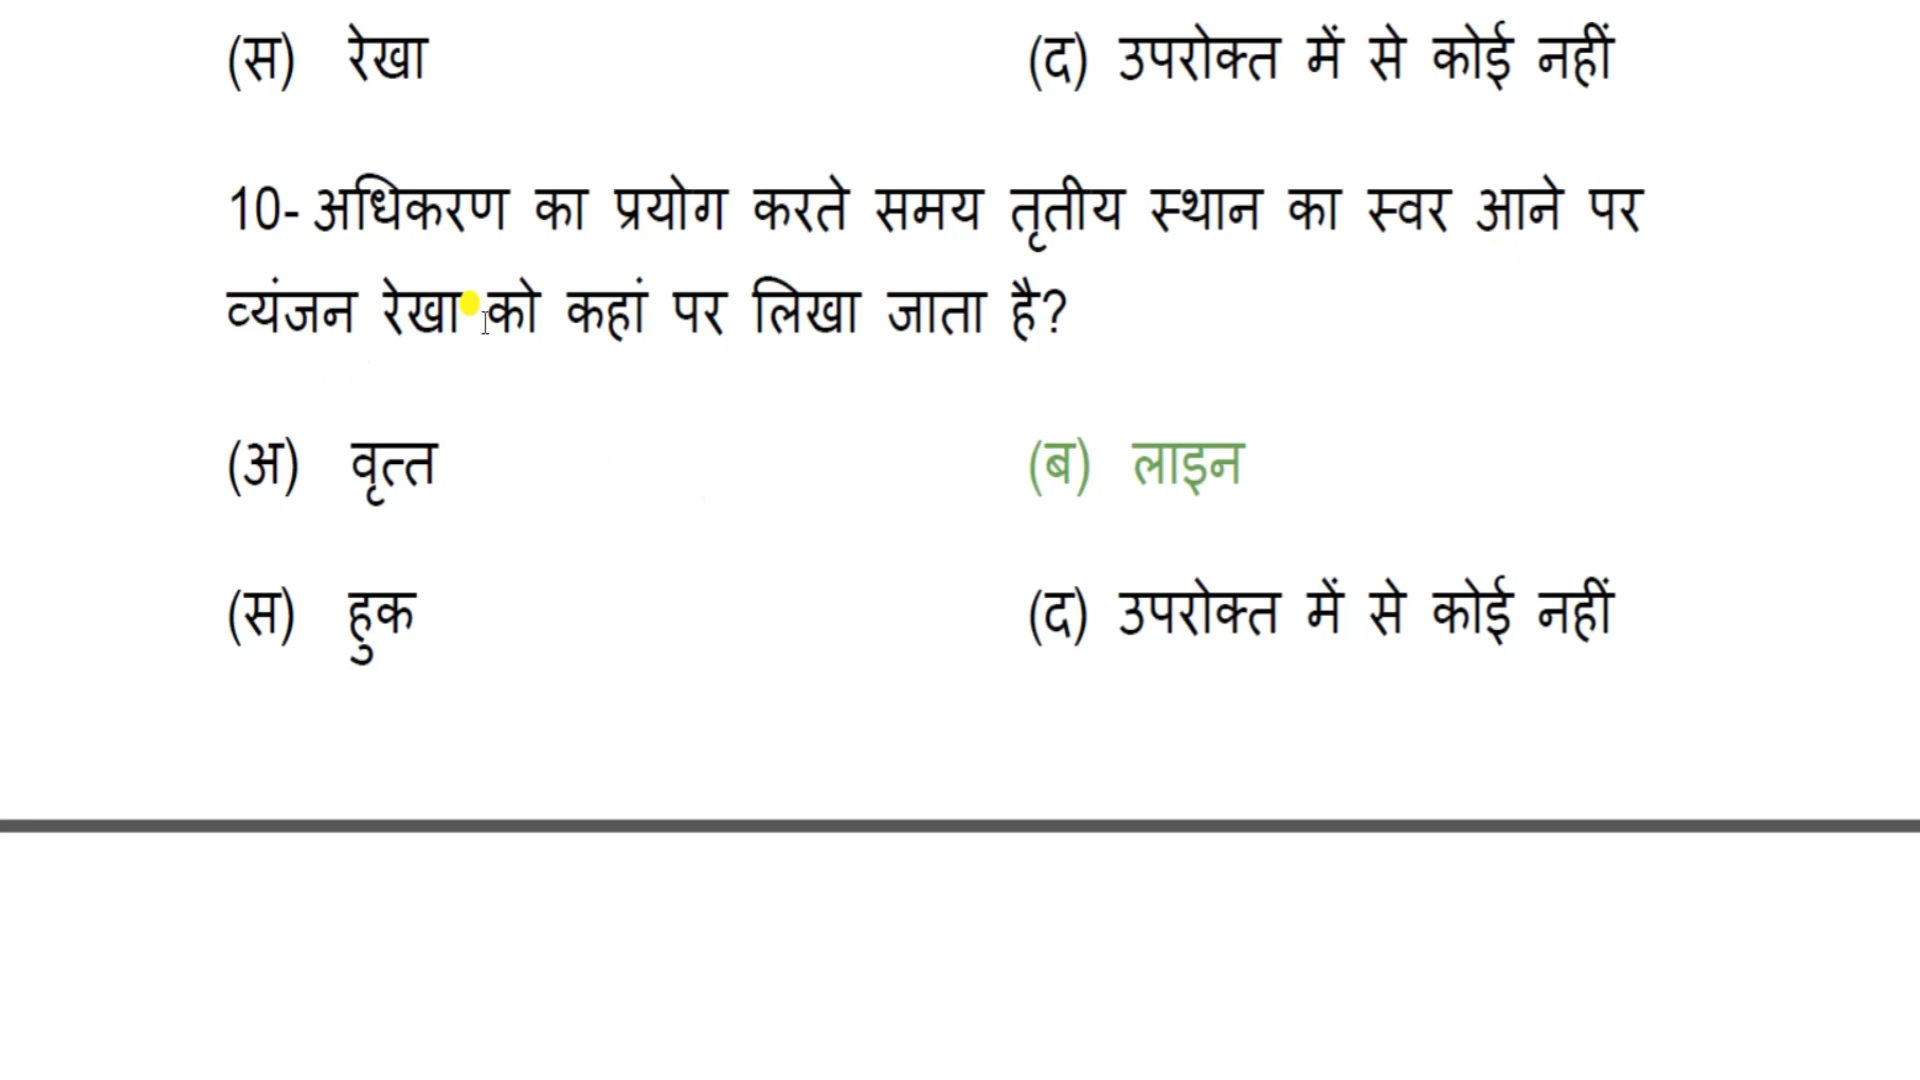 (स) रेखा (द) उपरोक्त में से कोई नहीं
10- अधिकरण का प्रयोग करते समय तृतीय स्थान का स्वर आने पर
व्यंजन रेखा को कहां पर लिखा जाता है?
(अ) वृत्त (ब) लाइन
(स) हुक (द) उपरोक्त में से कोई नहीं